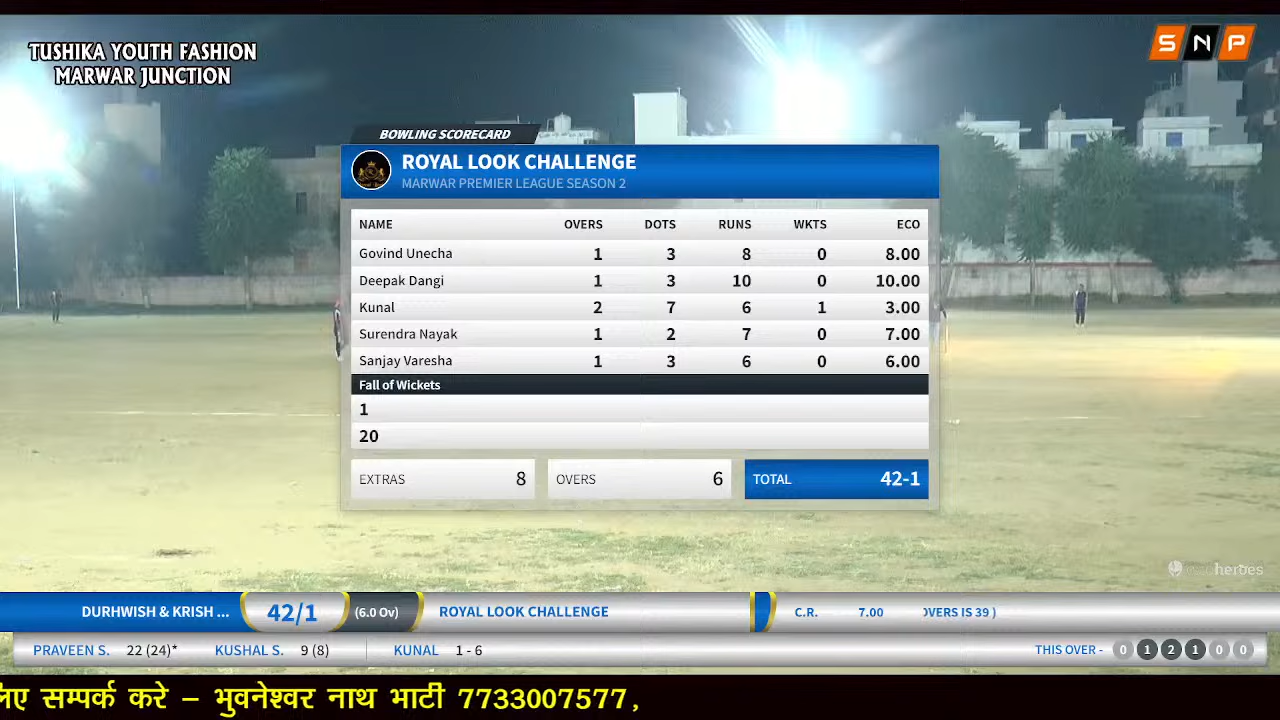 TUSHIKA YOUTH FASHION
MARWAR JUNCTION
SNP
BOWLING SCORECARD
ROYAL LOOK CHALLENGE
MARWAR PREMIER LEAGUE SEASON 2
NAME OVERS DOTS RUNS WKTS ECO
Govind Unecha 1 3 8 0 8.00
Deepak Dangi 1 3 10 0 10.00
Kunal 2 7 6 1 3.00
Surendra Nayak 1 2 7 0 7.00
Sanjay Varesha 1 3 6 0 6.00
Fall of Wickets
1
20
EXTRAS 8 OVERS 6 TOTAL 42-1
heroes
DURHWISH & KRISH ... 42/1 (6.0 Ov) ROYAL LOOK CHALLENGE C.R. 7.00 OVERS IS 39 )
PRAVEEN S. 22 (24)* KUSHAL S. 9 (8) KUNAL 1 - 6 THIS OVER - 0 1 2 1 0 0
लिए सम्पर्क करे – भुवनेश्वर नाथ भाटी 7733007577,